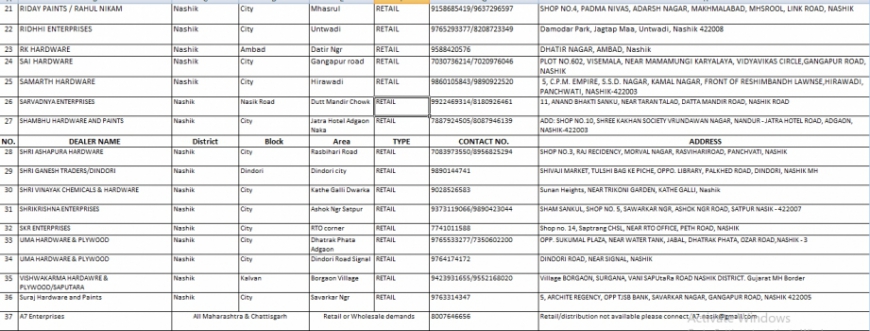 21 RIDAY PAINTS / RAHUL NIKAM Nashik City Mhasrul RETAIL 9158685419/9637296597 SHOP NO.4, PADMA NIVAS, ADARSH NAGAR, MAKHMALABAD, MHSROOL, LINK ROAD, NASHIK
22 RIDHHI ENTERPRISES Nashik City Untwadi RETAIL 9765293377/8208723349 Damodar Park, Jagtap Maa, Untwadi, Nashik 422008
23 RK HARDWARE Nashik Ambad Datir Ngr RETAIL 9588420576 DHATIR NAGAR, AMBAD, Nashik
24 SAI HARDWARE Nashik City Gangapur road RETAIL 7030736214/7020976046 PLOT NO.602, VISEMALA, NEAR MAMAMUNGI KARYALAYA, VIDYAVIKAS CIRCLE,GANGAPUR ROAD,
NASHIK
25 SAMARTH HARDWARE Nashik City Hirawadi RETAIL 9860105843/9890922520 5, C.P.M. EMPIRE, S.S.D. NAGAR, KAMAL NAGAR, FRONT OF RESHIMBANDH LAWNSE,HIRAWADI,
PANCHVATI, NASHIK-422003
26 SARVADNYA ENTERPRISES Nashik Nasik Road Dutt Mandir Chowk RETAIL 9922469314/8180926461 11, ANAND BHAKTI SANKU, NEAR TARAN TALAD, DATTA MANDIR ROAD, NASHIK ROAD
27 SHAMBHU HARDWARE AND PAINTS Nashik City Jatra Hotel Adgaon RETAIL 7887924505/8087946139 ADD: SHOP NO.10, SHREE KAKHAN SOCIETY VRUNDAWAN NAGAR, NANDUR - JATRA HOTEL ROAD, ADGAON,
Naka NASHIK-422003
NO. DEALER NAME District Block Area TYPE CONTACT NO. ADDRESS
28 SHRI ASHAPURA HARDWARE Nashik City Rasbihari Road RETAIL 7083973550/8956825294 SHOP NO.3, RAJ RECIDENCY, MORVAL NAGAR, RASVIHARIROAD, PANCHVATI, NASHIK
29 SHRI GANESH TRADERS/DINDORI Nashik Dindori Dindori city RETAIL 9890144741 SHIVAJI MARKET, TULSHI BAG KE PICHE, OPPO. LIBRARY, PALKHED ROAD, DINDORI, NASHIK MH
30 SHRI VINAYAK CHEMICALS & HARDWARE Nashik City Kathe Galli Dwarka RETAIL 9028526583 Sunan Heights, NEAR TRIKONI GARDEN, KATHE GALLI, Nashik
31 SHRIKRISHNA ENTERPRISES Nashik City Ashok Ngr Satpur RETAIL 9373119066/9890423044 SHAM SANKUL, SHOP NO. 5, SAWARKAR NGR, ASHOK NGR ROAD, SATPUR NASIK - 422007
32 SKR ENTERPRISES Nashik City RTO corner RETAIL 7741011588 Shop no. 14, Saptrang CHSL, NEAR RTO OFFICE, PETH ROAD, NASHIK
33 UMA HARDWARE & PLYWOOD Nashik City Dhatrak Phata RETAIL 9765533277/7350602200 OPP. SUKUMAL PLAZA, NEAR WATER TANK, JABAL, DHATRAK PHATA, OZAR ROAD,NASHIK - 3
Adgaon
34 UMA HARDWARE & PLYWOOD Nashik City Dindori Road Signal RETAIL 9764174172 DINDORI ROAD, NEAR SIGNAL, NASHIK
35 VISHWAKARMA HARDAWRE & Nashik Kalvan Borgaon Village RETAIL 9423931655/9552168020 Village BORGAON, SURGANA, VANI SAPUtaRa ROAD NASHIK DISTRICT. Gujarat MH Border
PLYWOOD/SAPUTARA
36 Suraj Hardware and Paints Nashik City Savarkar Ngr RETAIL 9763314347 5, ARCHITE REGENCY, OPP TJSB BANK, SAVARKAR NAGAR, GANGAPUR ROAD, NASHIK 422005
37 A7 Enterprises All Maharashtra & Chattisgarh Retail or Wholesale demands 8007646656 Retail/distribution not available please connect, A7.nasik@gmail.com
Activate Windows